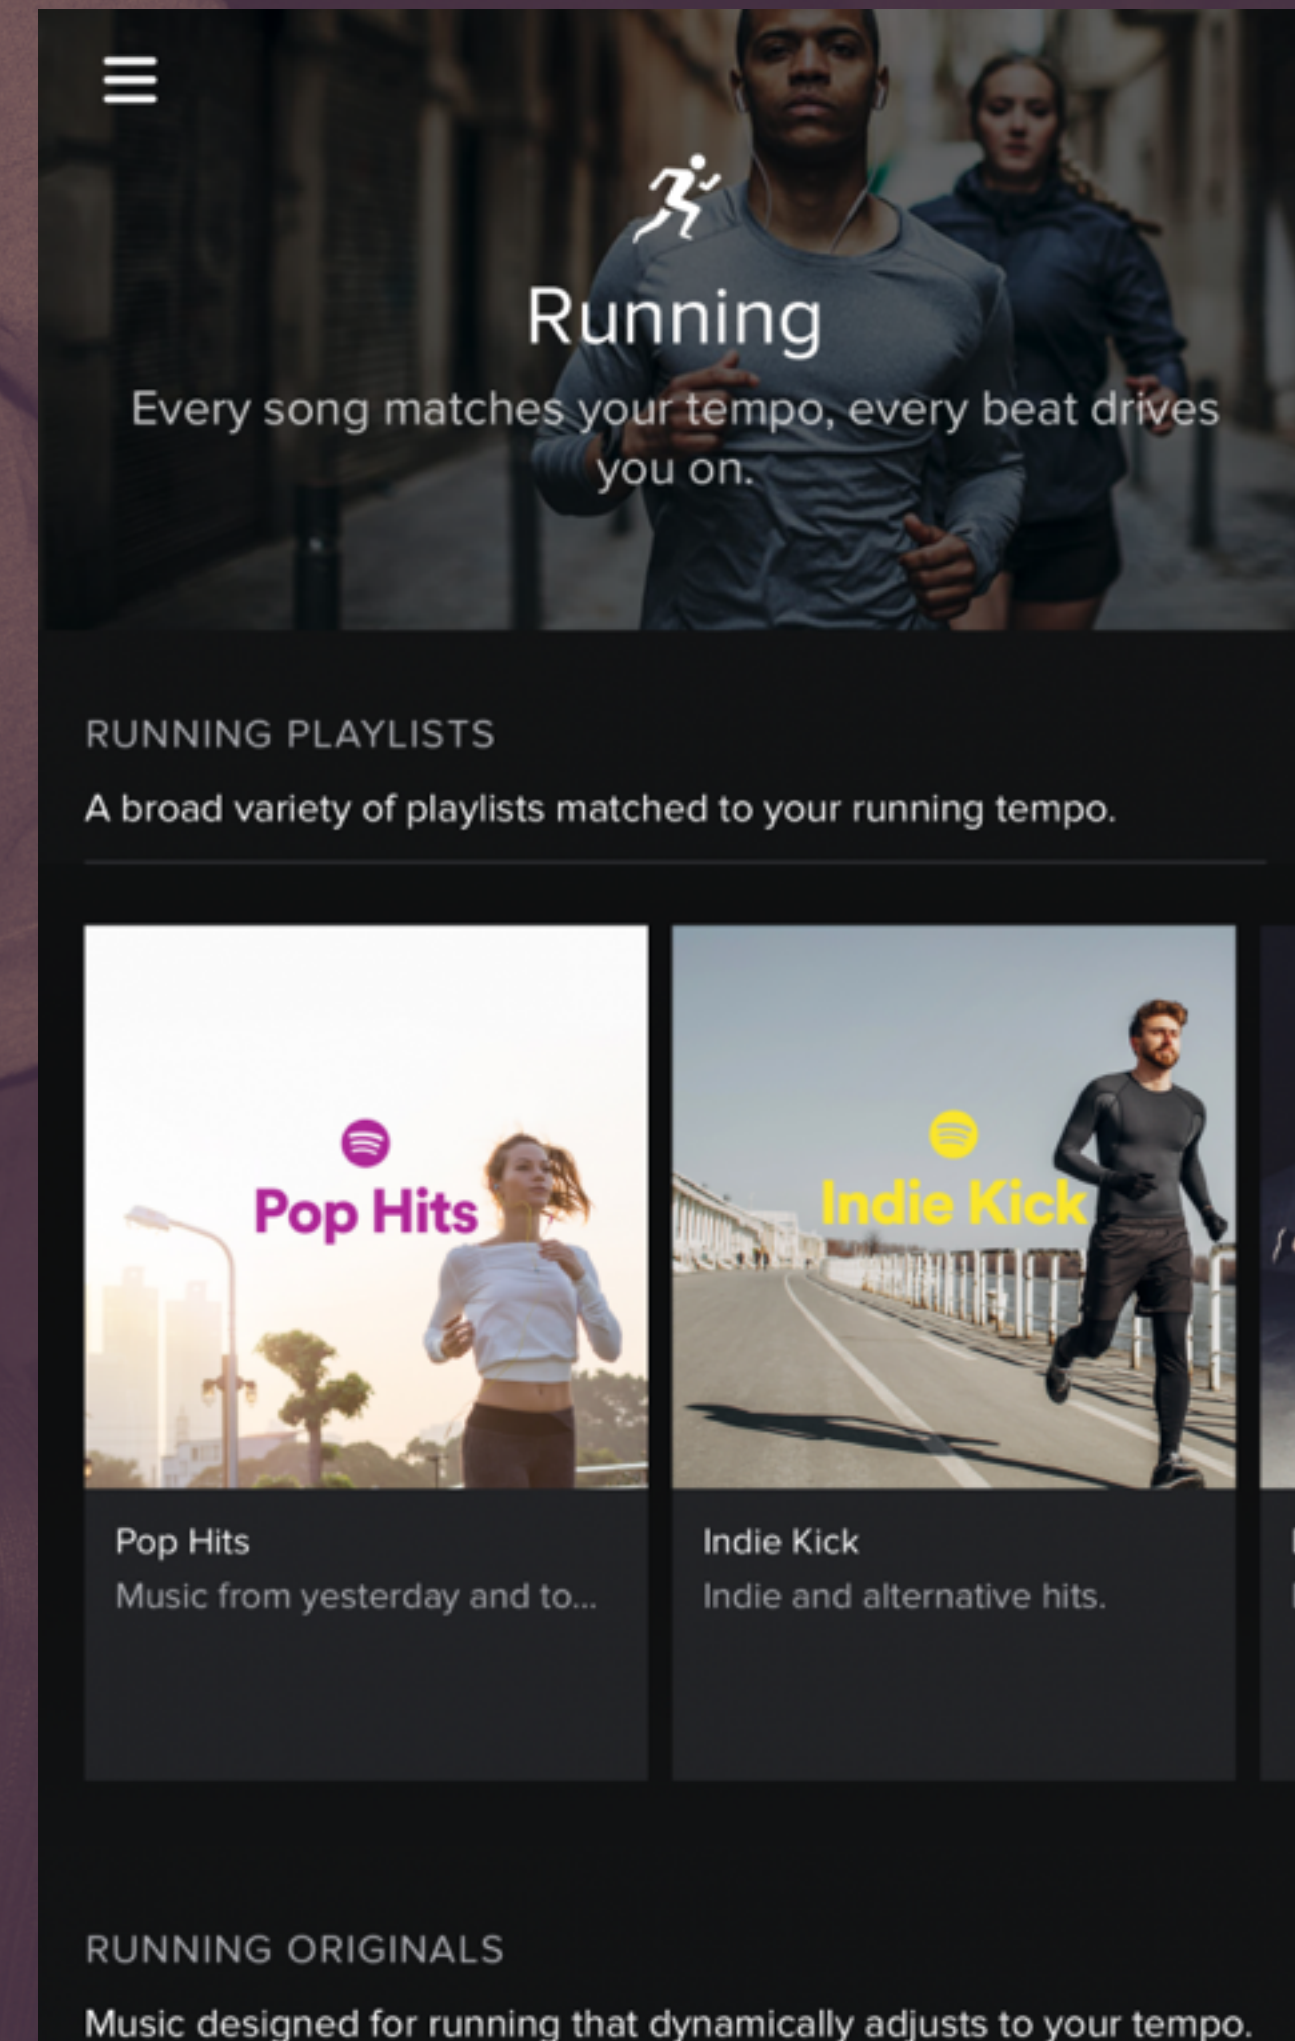 Running
Every song matches your tempo, every beat drives
you on.
RUNNING PLAYLISTS
A broad variety of playlists matched to your running tempo.
Pop Hits
Indie Kick
Pop Hits
Music from yesterday and to...
Indie Kick
Indie and alternative hits.
RUNNING ORIGINALS
Music designed for running that dynamically adjusts to your tempo.